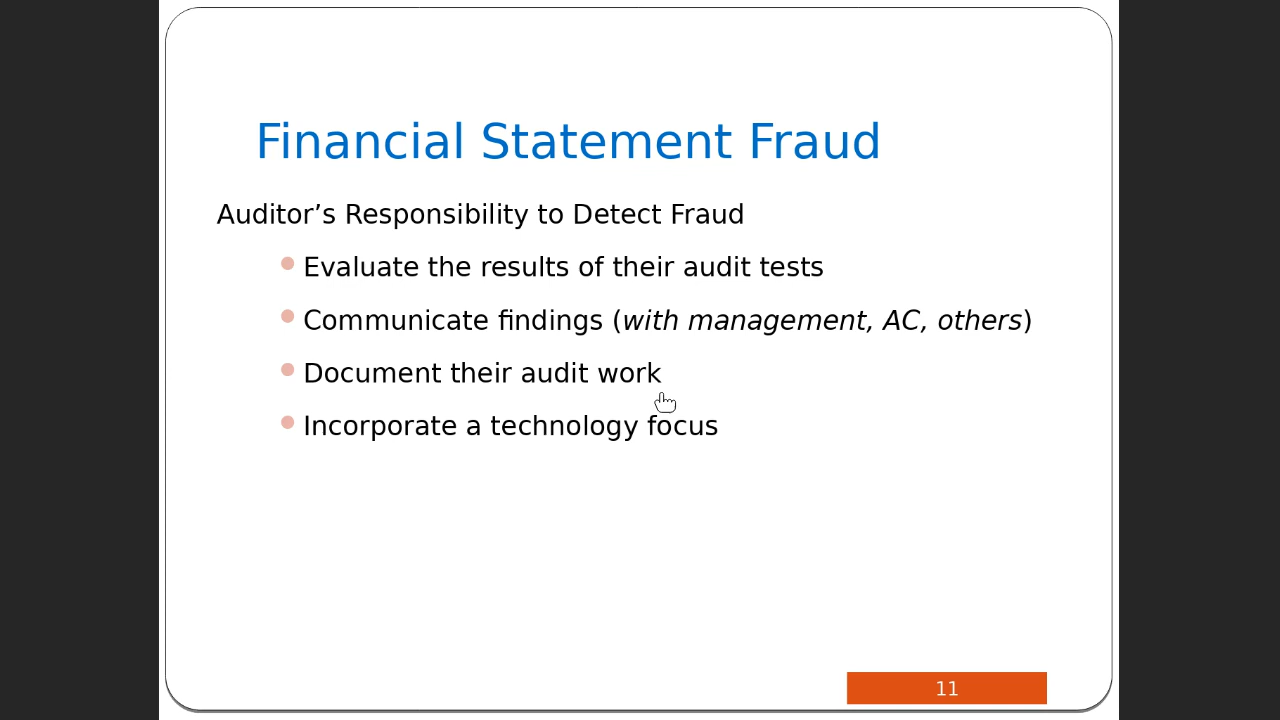 Financial Statement Fraud
Auditor’s Responsibility to Detect Fraud
Evaluate the results of their audit tests
Communicate findings (with management, AC, others)
Document their audit work
Incorporate a technology focus
11